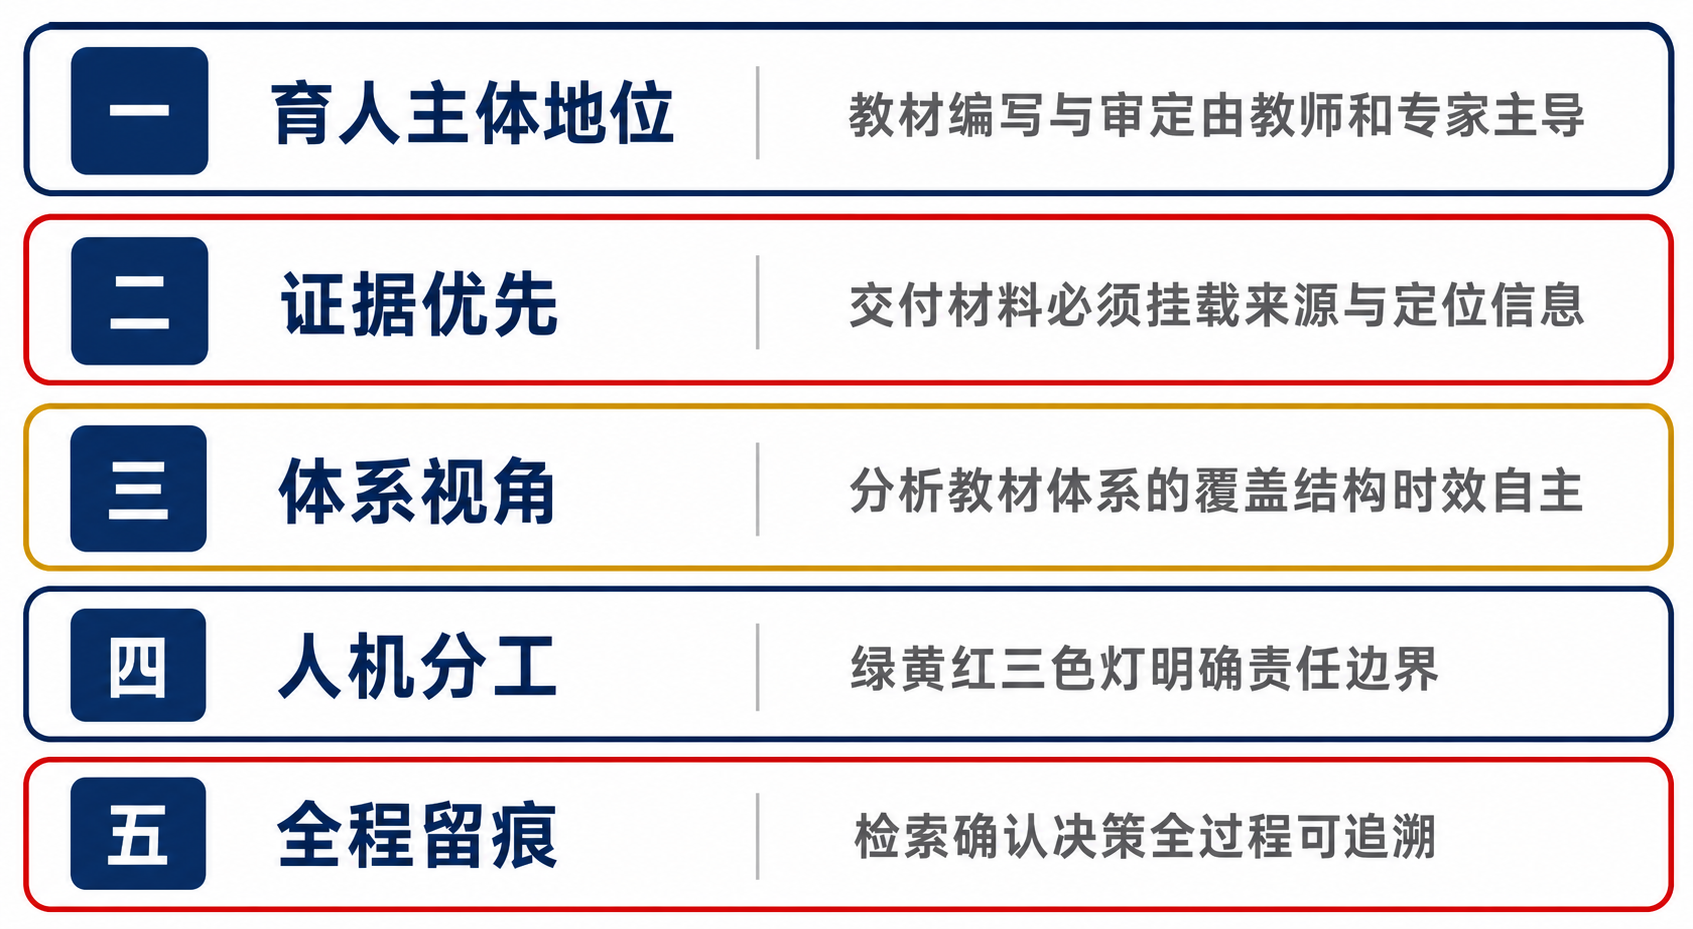 一 育人主体地位 教材编写与审定由教师和专家主导
二 证据优先 交付材料必须挂载来源与定位信息
三 体系视角 分析教材体系的覆盖结构时效自主
四 人机分工 绿黄红三色灯明确责任边界
五 全程留痕 检索确认决策全过程可追溯